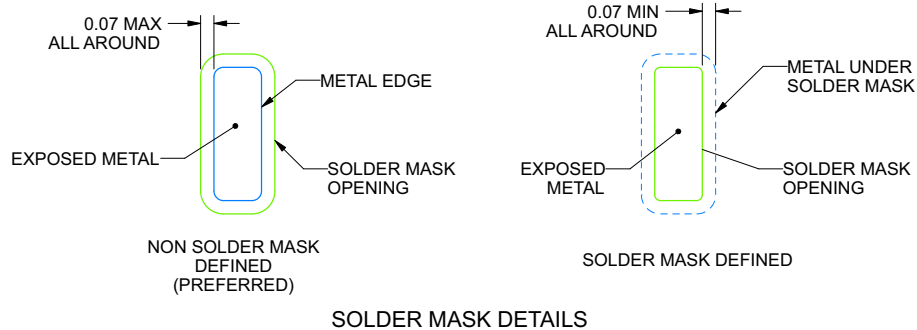 0.07 MAX
ALL AROUND
METAL EDGE
EXPOSED METAL
SOLDER MASK
OPENING
NON SOLDER MASK
DEFINED
(PREFERRED)
0.07 MIN
ALL AROUND
METAL UNDER
SOLDER MASK
EXPOSED
METAL
SOLDER MASK
OPENING
SOLDER MASK DEFINED
SOLDER MASK DETAILS